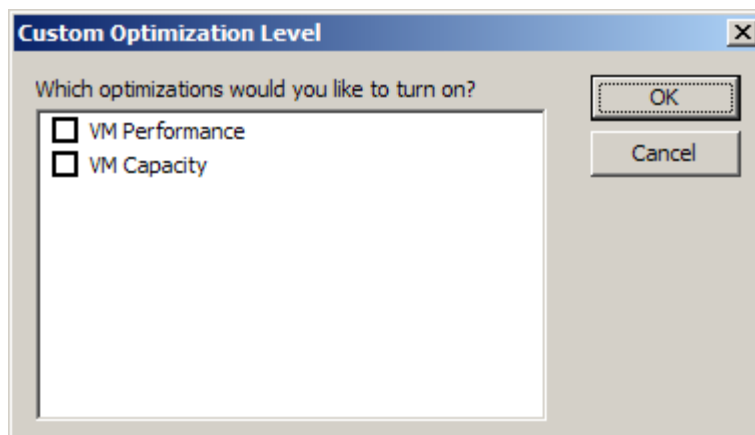 Custom Optimization Level
Which optimizations would you like to turn on?
OK
VM Performance
Cancel
VM Capacity